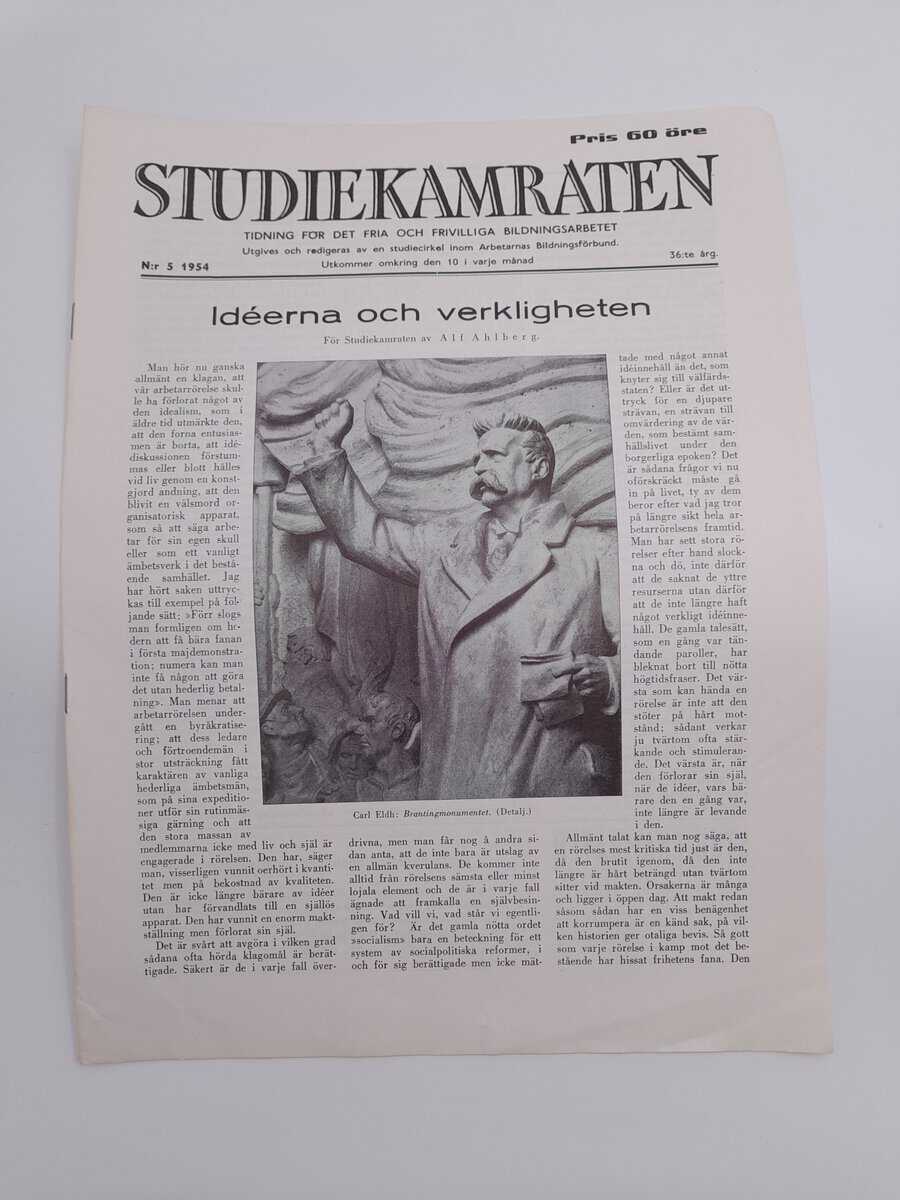 Pris 60 öre
STUDIEKAMRATEN
TIDNING FÖR DET FRIA OCH FRIVILLIGA BILDNINGSARBETET
Utgives och redigeras av en studiecirkel inom Arbetarnas Bildningsförbund.
N:r 5 1954
Utkommer omkring den 10 i varje månad
36:te årg.
Idéerna och verkligheten
För Studiekamraten av Alf Ahlberg.
Man hör nu ganska
allmänt en klagan, att
vår arbetarrörelse skul-
le ha förlorat något av
den idealism, som i
äldre tid utmärkte den,
att den forna entusias-
men är borta, att idé-
diskussionen förstum-
mas eller blott hålles
vid liv genom en konst-
gjord andning, att den
blivit en välsmord or-
ganisatorisk apparat,
som så att säga arbe-
tar för sin egen skull
eller som ett vanligt
ämbetsverk i det bestå-
ende samhället. Jag
har hört saken uttryc-
kas till exempel på föl-
jande sätt: »Förr slogs
man formligen om he-
dern att få bära fanan
i första majdemonstra-
tion; numera kan man
inte få någon att göra
det utan hederlig betal-
ning». Man menar att
arbetarrörelsen under-
gått en byråkratise-
ring; att dess ledare
och förtroendemän i
stor utsträckning fått
karaktären av vanliga
hederliga ämbetsmän,
som på sina expeditio-
ner utför sin rutinmäs-
siga gärning och att
den stora massan av
medlemmarna icke med liv och själ är
engagerade i rörelsen. Den har, säger
man, visserligen vunnit oerhört i kvanti-
tet men på bekostnad av kvaliteten.
Den är icke längre bärare av idéer
utan har förvandlats till en själlös
apparat. Den har vunnit en enorm makt-
ställning men förlorat sin själ.
Det är svårt att avgöra i vilken grad
sådana ofta hörda klagomål är berät-
tigade. Säkert är de i varje fall över-
Carl Eldh: Brantingmonumentet. (Detalj.)
drivna, men man får nog å andra si-
dan anta, att de inte bara är utslag av
en allmän kverulans. De kommer inte
alltid från rörelsens sämsta eller minst
lojala element och de är i varje fall
ägnade att framkalla en självbesin-
ning. Vad vill vi, vad står vi egentli-
gen för? Är det gamla nötta ordet
»socialism» bara en beteckning för ett
system av socialpolitiska reformer, i
och för sig berättigade men icke mät-
tade med något annat
idéinnehåll än det, som
knyter sig till välfärds-
staten? Eller är det ut-
tryck för en djupare
strävan, en strävan till
omvärdering av de vär-
den, som bestämt sam-
hällslivet under den
borgerliga epoken? Det
är sådana frågor vi nu
oförskräckt måste gå
in på livet, ty av dem
beror efter vad jag tror
på längre sikt hela ar-
betarrörelsens framtid.
Man har sett stora rö-
relser efter hand slock-
na och dö, inte därför
att de saknat de yttre
resurserna utan därför
att de inte längre haft
något verkligt idéinne-
håll. De gamla talesätt,
som en gång var tän-
dande paroller, har
bleknat bort till nötta
högtidsfraser. Det vär-
sta som kan hända en
rörelse är inte att den
stöter på hårt mot-
stånd; sådant verkar
ju tvärtom ofta stär-
kande och stimuleran-
de. Det värsta är, när
den förlorar sin själ,
när de idéer, vars bä-
rare den en gång var,
inte längre är levande
i den.
Allmänt talat kan man nog säga, att
en rörelses mest kritiska tid just är den,
då den brutit igenom, då den inte
längre är hårt beträngd utan tvärtom
sitter vid makten. Orsakerna är många
och ligger i öppen dag. Att makt redan
såsom sådan har en viss benägenhet
att korrumpera är en känd sak, på vil-
ken historien ger otaliga bevis. Så gott
som varje rörelse i kamp mot det be-
stående har hissat frihetens fana. Den